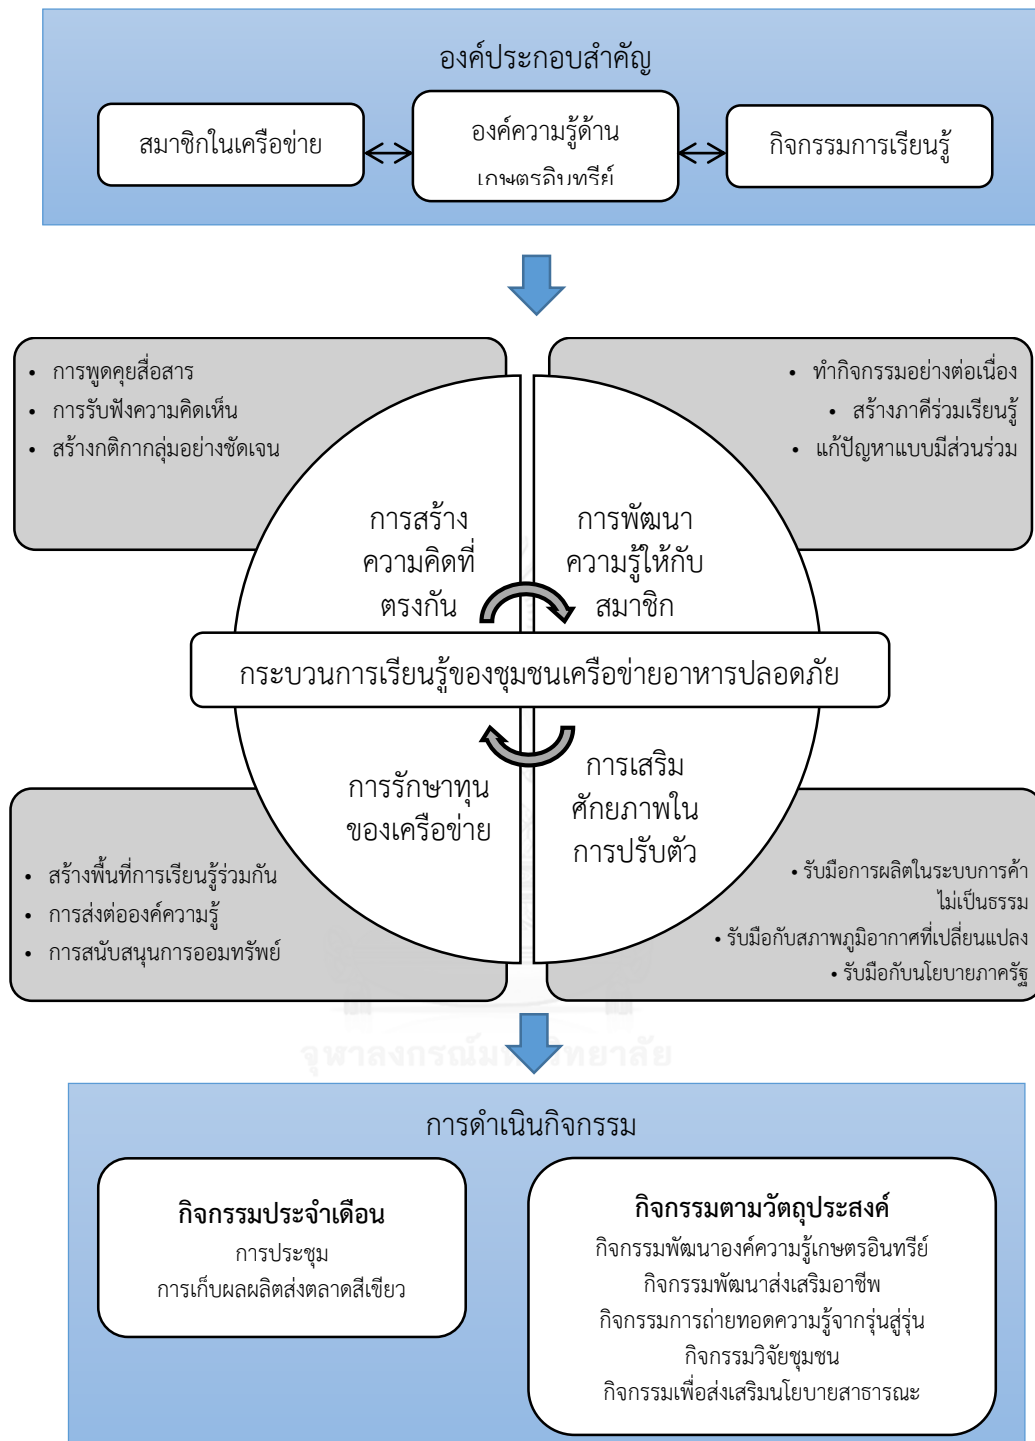 องค์ประกอบสำคัญ
สมาชิกในเครือข่าย
องค์ความรู้ด้าน
เกษตรอินทรีย์
กิจกรรมการเรียนรู้
• การพูดคุยสื่อสาร
• การรับฟังความคิดเห็น
• สร้างกติกากลุ่มอย่างชัดเจน
• ทำกิจกรรมอย่างต่อเนื่อง
• สร้างภาคีร่วมเรียนรู้
• แก้ปัญหาแบบมีส่วนร่วม
การสร้าง
ความคิดที่
ตรงกัน
การพัฒนา
ความรู้ให้กับ
สมาชิก
กระบวนการเรียนรู้ของชุมชนเครือข่ายอาหารปลอดภัย
การรักษาทุน
ของเครือข่าย
การเสริม
ศักยภาพใน
การปรับตัว
• สร้างพื้นที่การเรียนรู้ร่วมกัน
• การส่งต่อองค์ความรู้
• การสนับสนุนการออมทรัพย์
• รับมือการผลิตในระบบการค้า
ไม่เป็นธรรม
• รับมือกับสภาพภูมิอากาศที่เปลี่ยนแปลง
• รับมือกับนโยบายภาครัฐ
การดำเนินกิจกรรม
กิจกรรมประจำเดือน
การประชุม
การเก็บผลผลิตส่งตลาดสีเขียว
กิจกรรมตามวัตถุประสงค์
กิจกรรมพัฒนาองค์ความรู้เกษตรอินทรีย์
กิจกรรมพัฒนาส่งเสริมอาชีพ
กิจกรรมการถ่ายทอดความรู้จากรุ่นสู่รุ่น
กิจกรรมวิจัยชุมชน
กิจกรรมเพื่อส่งเสริมนโยบายสาธารณะ